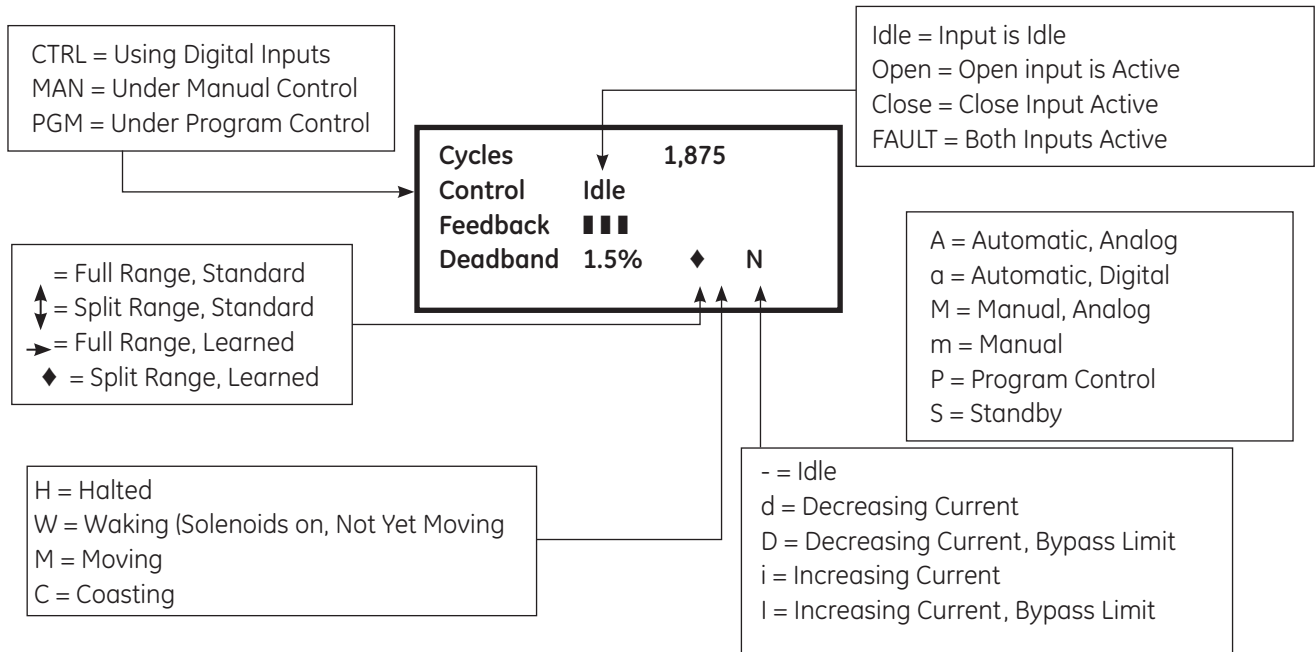 CTRL = Using Digital Inputs
MAN = Under Manual Control
PGM = Under Program Control
Idle = Input is Idle
Open = Open input is Active
Close = Close Input Active
FAULT = Both Inputs Active
Cycles 1,875
Control Idle
Feedback ▮▮▮
Deadband 1.5% ♦ N
= Full Range, Standard
↕ = Split Range, Standard
→ = Full Range, Learned
♦ = Split Range, Learned
A = Automatic, Analog
a = Automatic, Digital
M = Manual, Analog
m = Manual
P = Program Control
S = Standby
H = Halted
W = Waking (Solenoids on, Not Yet Moving
M = Moving
C = Coasting
- = Idle
d = Decreasing Current
D = Decreasing Current, Bypass Limit
i = Increasing Current
I = Increasing Current, Bypass Limit